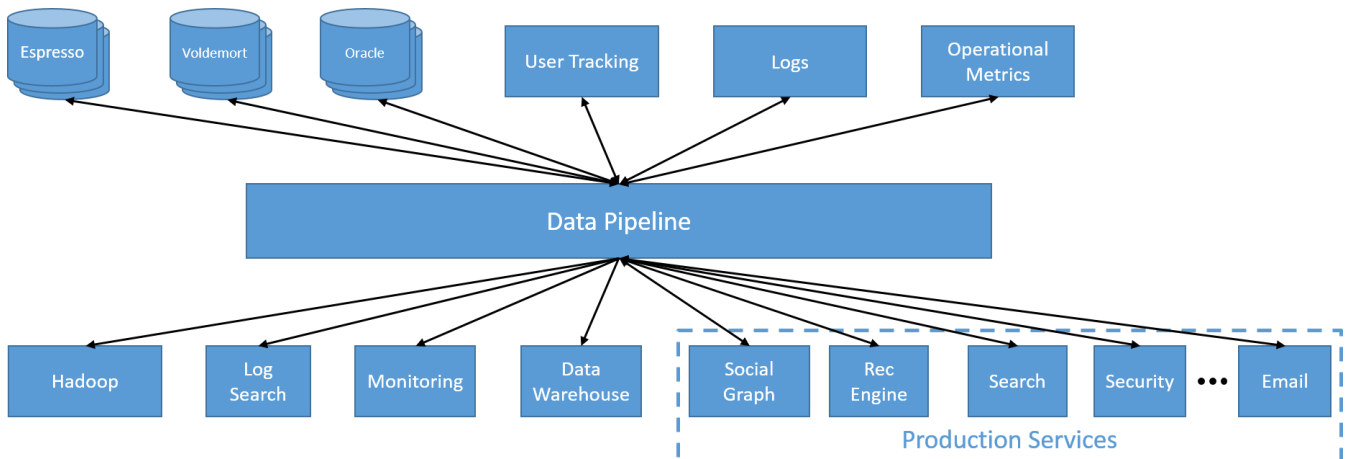 Espresso
Voldemort
Oracle
User Tracking
Logs
Operational
Metrics
Data Pipeline
Hadoop
Log
Search
Monitoring
Data
Warehouse
Social
Graph
Rec
Engine
Search
Security
•••
Email
Production Services